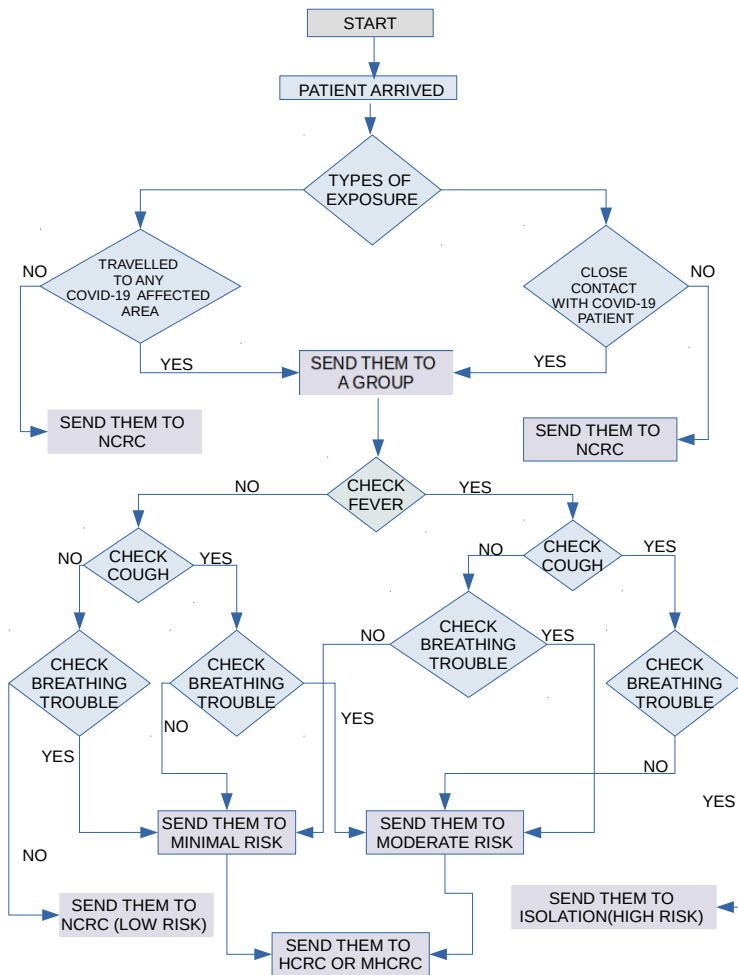 START
PATIENT ARRIVED
TYPES OF
EXPOSURE
TRAVELLED
TO ANY
COVID-19 AFFECTED
AREA
NO
CLOSE
CONTACT
WITH COVID-19
PATIENT
NO
YES
SEND THEM TO
A GROUP
YES
SEND THEM TO
NCRC
SEND THEM TO
NCRC
CHECK
FEVER
NO
YES
CHECK
COUGH
NO
YES
CHECK
COUGH
NO
YES
CHECK
BREATHING
TROUBLE
CHECK
BREATHING
TROUBLE
CHECK
BREATHING
TROUBLE
CHECK
BREATHING
TROUBLE
NO
YES
YES
NO
YES
NO
YES
NO
SEND THEM TO
MINIMAL RISK
SEND THEM TO
MODERATE RISK
SEND THEM TO
NCRC (LOW RISK)
SEND THEM TO
HCRC OR MHCRC
SEND THEM TO
ISOLATION(HIGH RISK)